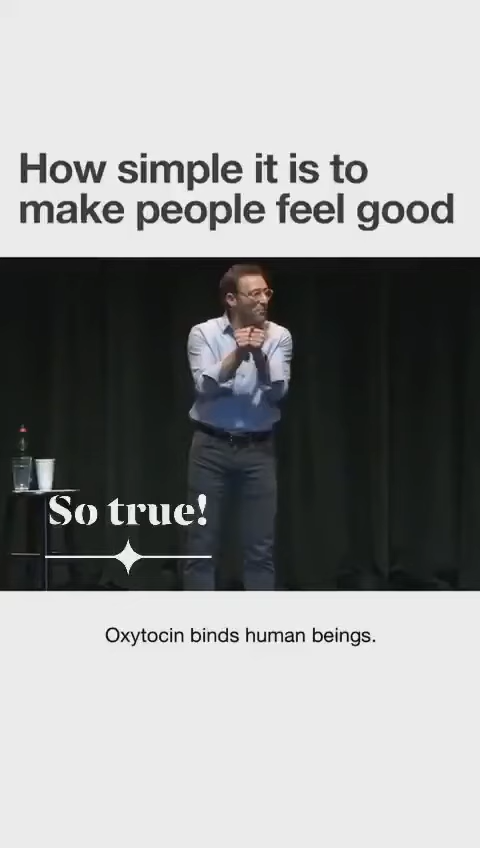 How simple it is to
make people feel good
So true!
Oxytocin binds human beings.